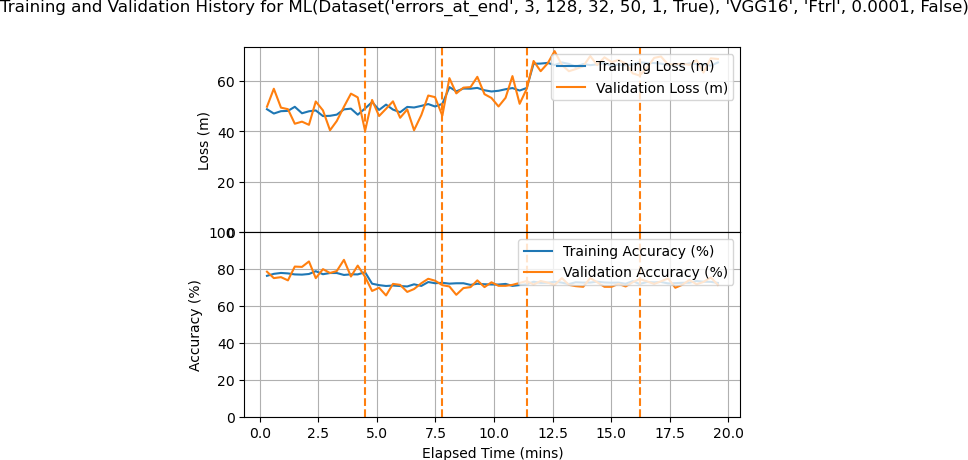 Training and Validation History for ML(Dataset('errors_at_end', 3, 128, 32, 50, 1, True), 'VGG16', 'Ftrl', 0.0001, False)
Loss (m)
60
40
20
0
Training Loss (m)
Validation Loss (m)
Accuracy (%)
100
80
60
40
20
0
Training Accuracy (%)
Validation Accuracy (%)
0.0 2.5 5.0 7.5 10.0 12.5 15.0 17.5 20.0
Elapsed Time (mins)